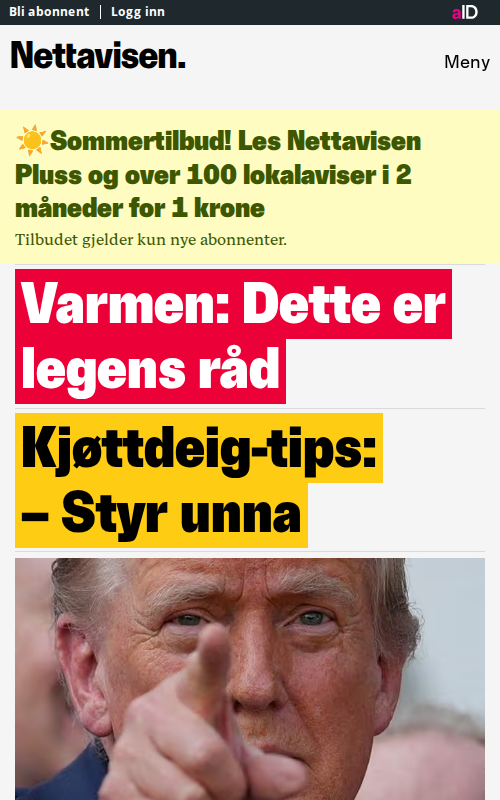 Bli abonnent | Logg inn
aID
Nettavisen.
Meny
☀️Sommertilbud! Les Nettavisen
Pluss og over 100 lokalaviser i 2
måneder for 1 krone
Tilbudet gjelder kun nye abonnenter.
Varmen: Dette er
legens råd
Kjøttdeig-tips:
– Styr unna